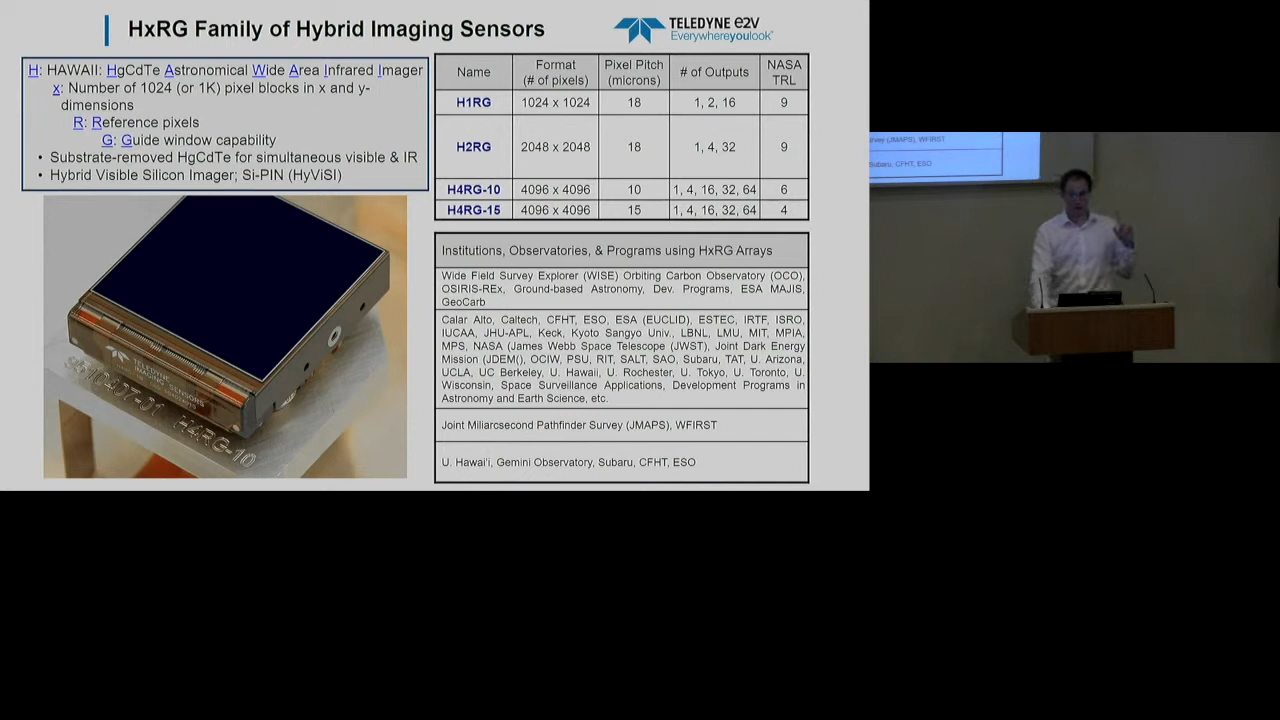 HxRG Family of Hybrid Imaging Sensors
TELEDYNE e2v
Everywhereyoulook
H: HAWAII: HgCdTe Astronomical Wide Area Infrared Imager
x: Number of 1024 (or 1K) pixel blocks in x and y-
dimensions
R: Reference pixels
G: Guide window capability
• Substrate-removed HgCdTe for simultaneous visible & IR
• Hybrid Visible Silicon Imager; Si-PIN (HyViSI)
Name Format (# of pixels) Pixel Pitch (microns) # of Outputs NASA TRL
H1RG 1024 x 1024 18 1, 2, 16 9
H2RG 2048 x 2048 18 1, 4, 32 9
H4RG-10 4096 x 4096 10 1, 4, 16, 32, 64 6
H4RG-15 4096 x 4096 15 1, 4, 16, 32, 64 4
Institutions, Observatories, & Programs using HxRG Arrays
Wide Field Survey Explorer (WISE) Orbiting Carbon Observatory (OCO),
OSIRIS-REx, Ground-based Astronomy, Dev. Programs, ESA MAJIS,
GeoCarb
Calar Alto, Caltech, CFHT, ESO, ESA (EUCLID), ESTEC, IRTF, ISRO,
IUCAA, JHU-APL, Keck, Kyoto Sangyo Univ., LBNL, LMU, MIT, MPIA,
MPS, NASA (James Webb Space Telescope (JWST), Joint Dark Energy
Mission (JDEM(), OCIW, PSU, RIT, SALT, SAO, Subaru, TAT, U. Arizona,
UCLA, UC Berkeley, U. Hawaii, U. Rochester, U. Tokyo, U. Toronto, U.
Wisconsin, Space Surveillance Applications, Development Programs in
Astronomy and Earth Science, etc.
Joint Miliarcsecond Pathfinder Survey (JMAPS), WFIRST
U. Hawai'i, Gemini Observatory, Subaru, CFHT, ESO
TELEDYNE
H4RG-10
(JMAPS), WFIRST
Subaru, CFHT, ESO